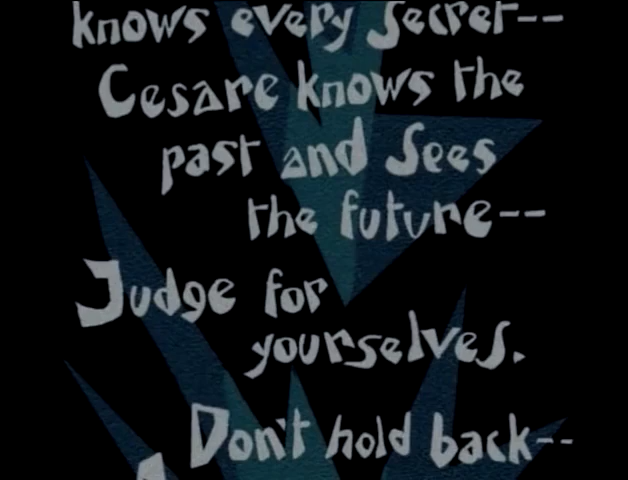 knows every Secret--
Cesare knows the
past and Sees
the future--
Judge for
yourselves.
Don't hold back--